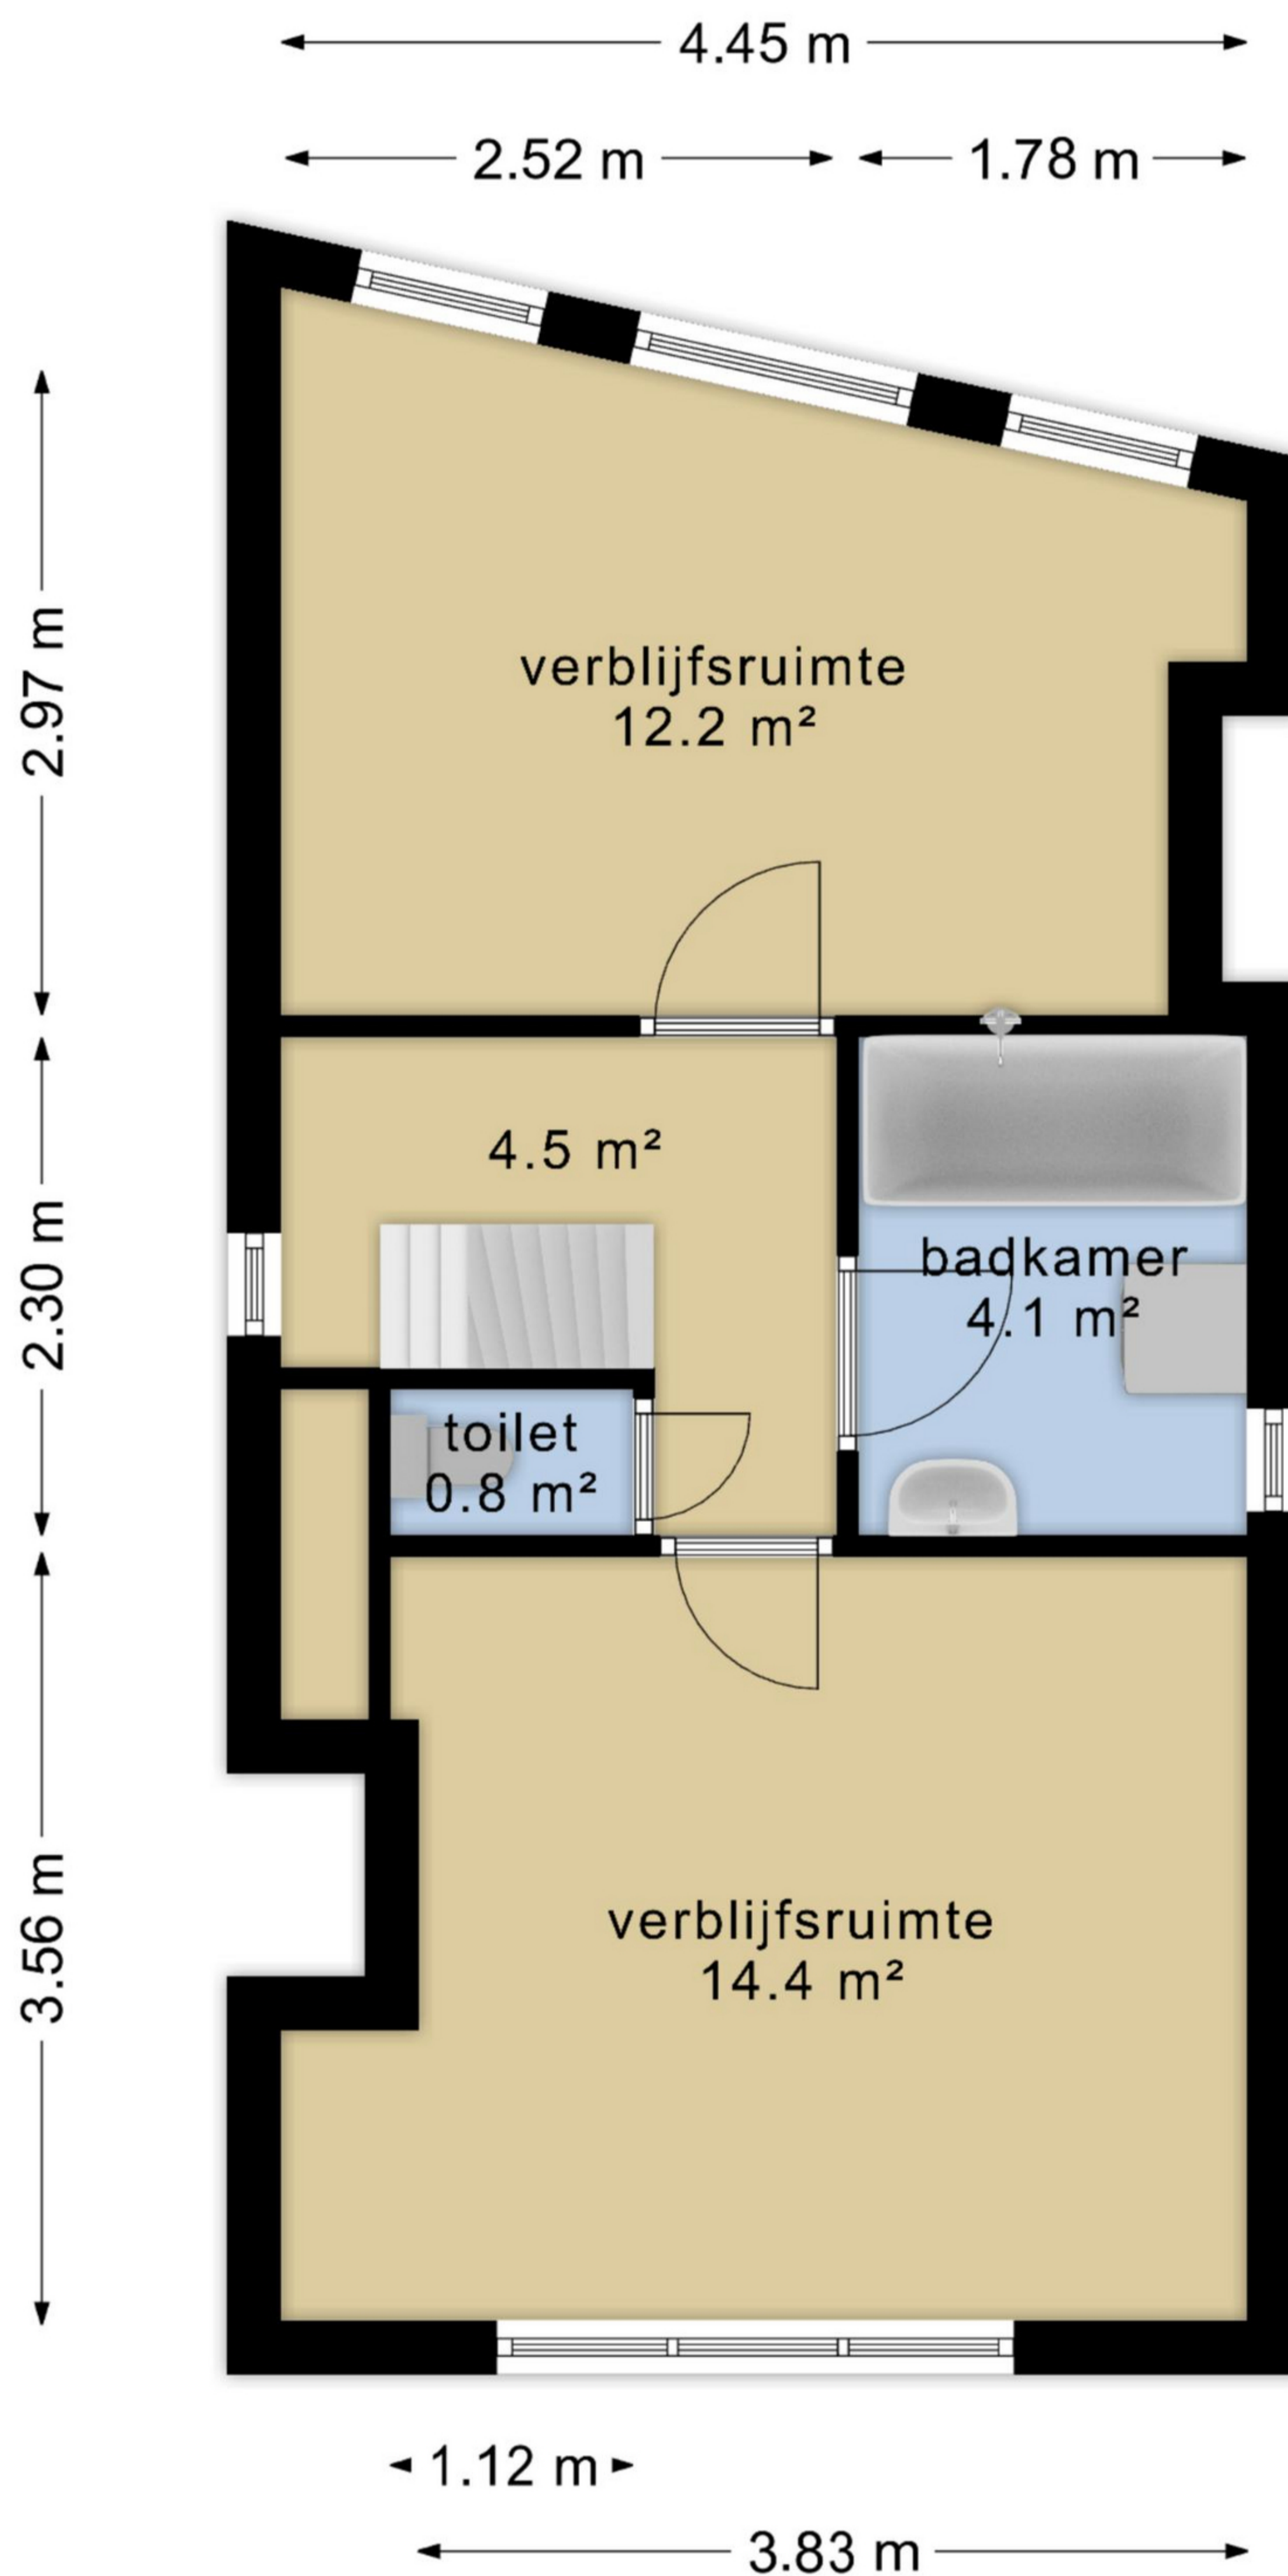 4.45 m
2.52 m
1.78 m
2.97 m
verblijfsruimte
12.2 m²
4.5 m²
2.30 m
badkamer
4.1 m²
toilet
0.8 m²
3.56 m
verblijfsruimte
14.4 m²
1.12 m
3.83 m